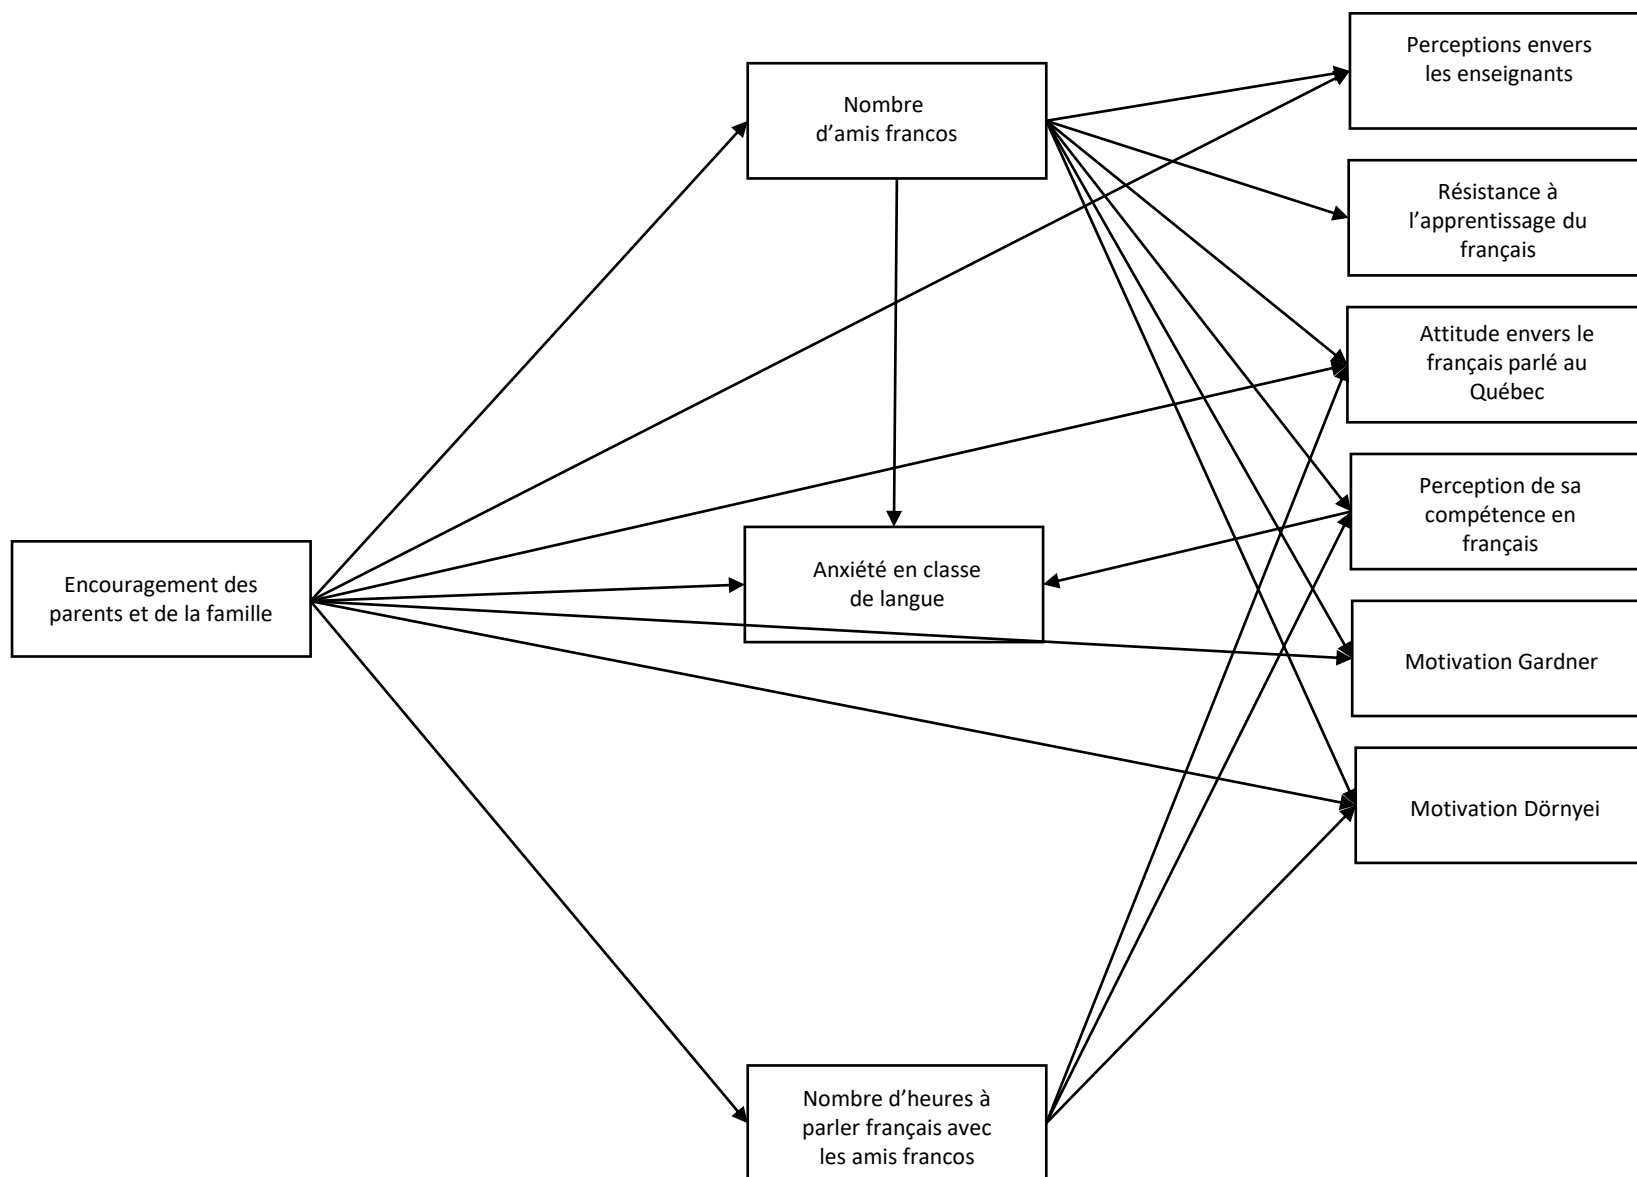 Perceptions envers
les enseignants
Nombre
d’amis francos
Résistance à
l’apprentissage du
français
Attitude envers le
français parlé au
Québec
Perception de sa
compétence en
français
Encouragement des
parents et de la famille
Anxiété en classe
de langue
Motivation Gardner
Motivation Dörnyei
Nombre d’heures à
parler français avec
les amis francos